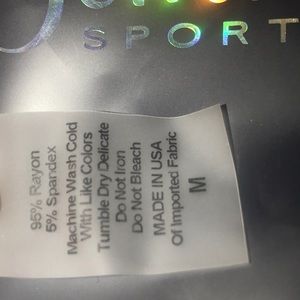 SPORT
95% Rayon
5% Spandex
Machine Wash Cold
With Like Colors
Tumble Dry Delicate
Do Not Iron
Do Not Bleach
MADE IN USA
Of Imported Fabric
M